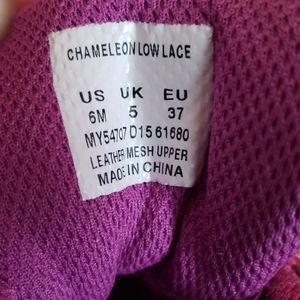 CHAMELEON LOW LACE
US UK EU
6M 5 37
MY54707 D15 61680
LEATHER MESH UPPER
MADE IN CHINA